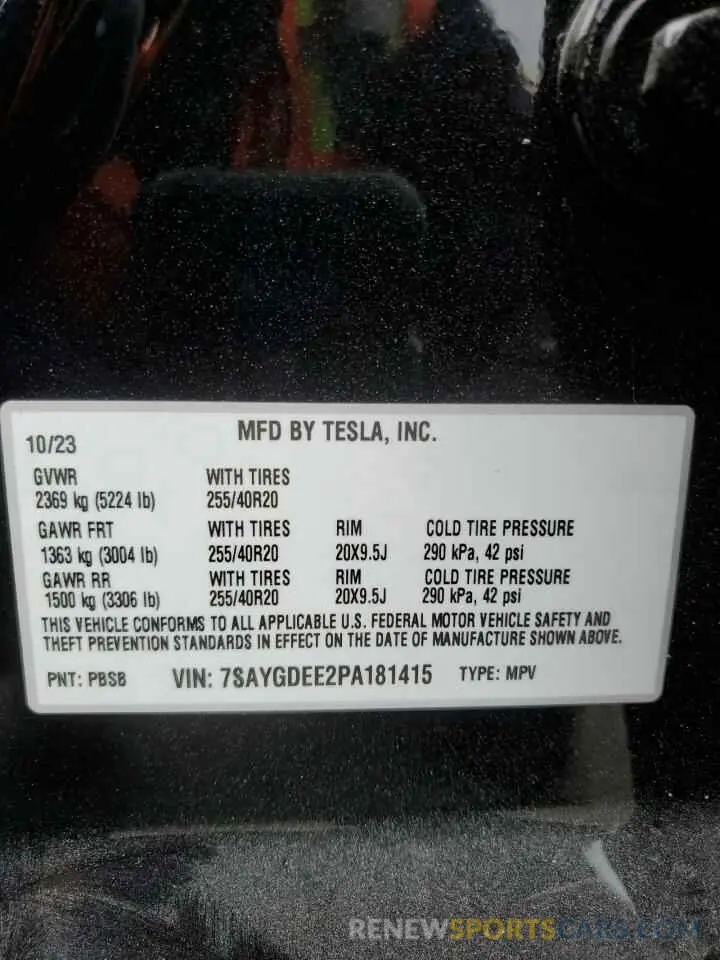 MFD BY TESLA, INC.
10/23
GVWR WITH TIRES
2369 kg (5224 lb) 255/40R20
GAWR FRT WITH TIRES RIM COLD TIRE PRESSURE
1363 kg (3004 lb) 255/40R20 20X9.5J 290 kPa, 42 psi
GAWR RR WITH TIRES RIM COLD TIRE PRESSURE
1500 kg (3306 lb) 255/40R20 20X9.5J 290 kPa, 42 psi
THIS VEHICLE CONFORMS TO ALL APPLICABLE U.S. FEDERAL MOTOR VEHICLE SAFETY AND
THEFT PREVENTION STANDARDS IN EFFECT ON THE DATE OF MANUFACTURE SHOWN ABOVE.
PNT: PBSB VIN: 7SAYGDEE2PA181415 TYPE: MPV
RENEWSPORTSCARS.COM